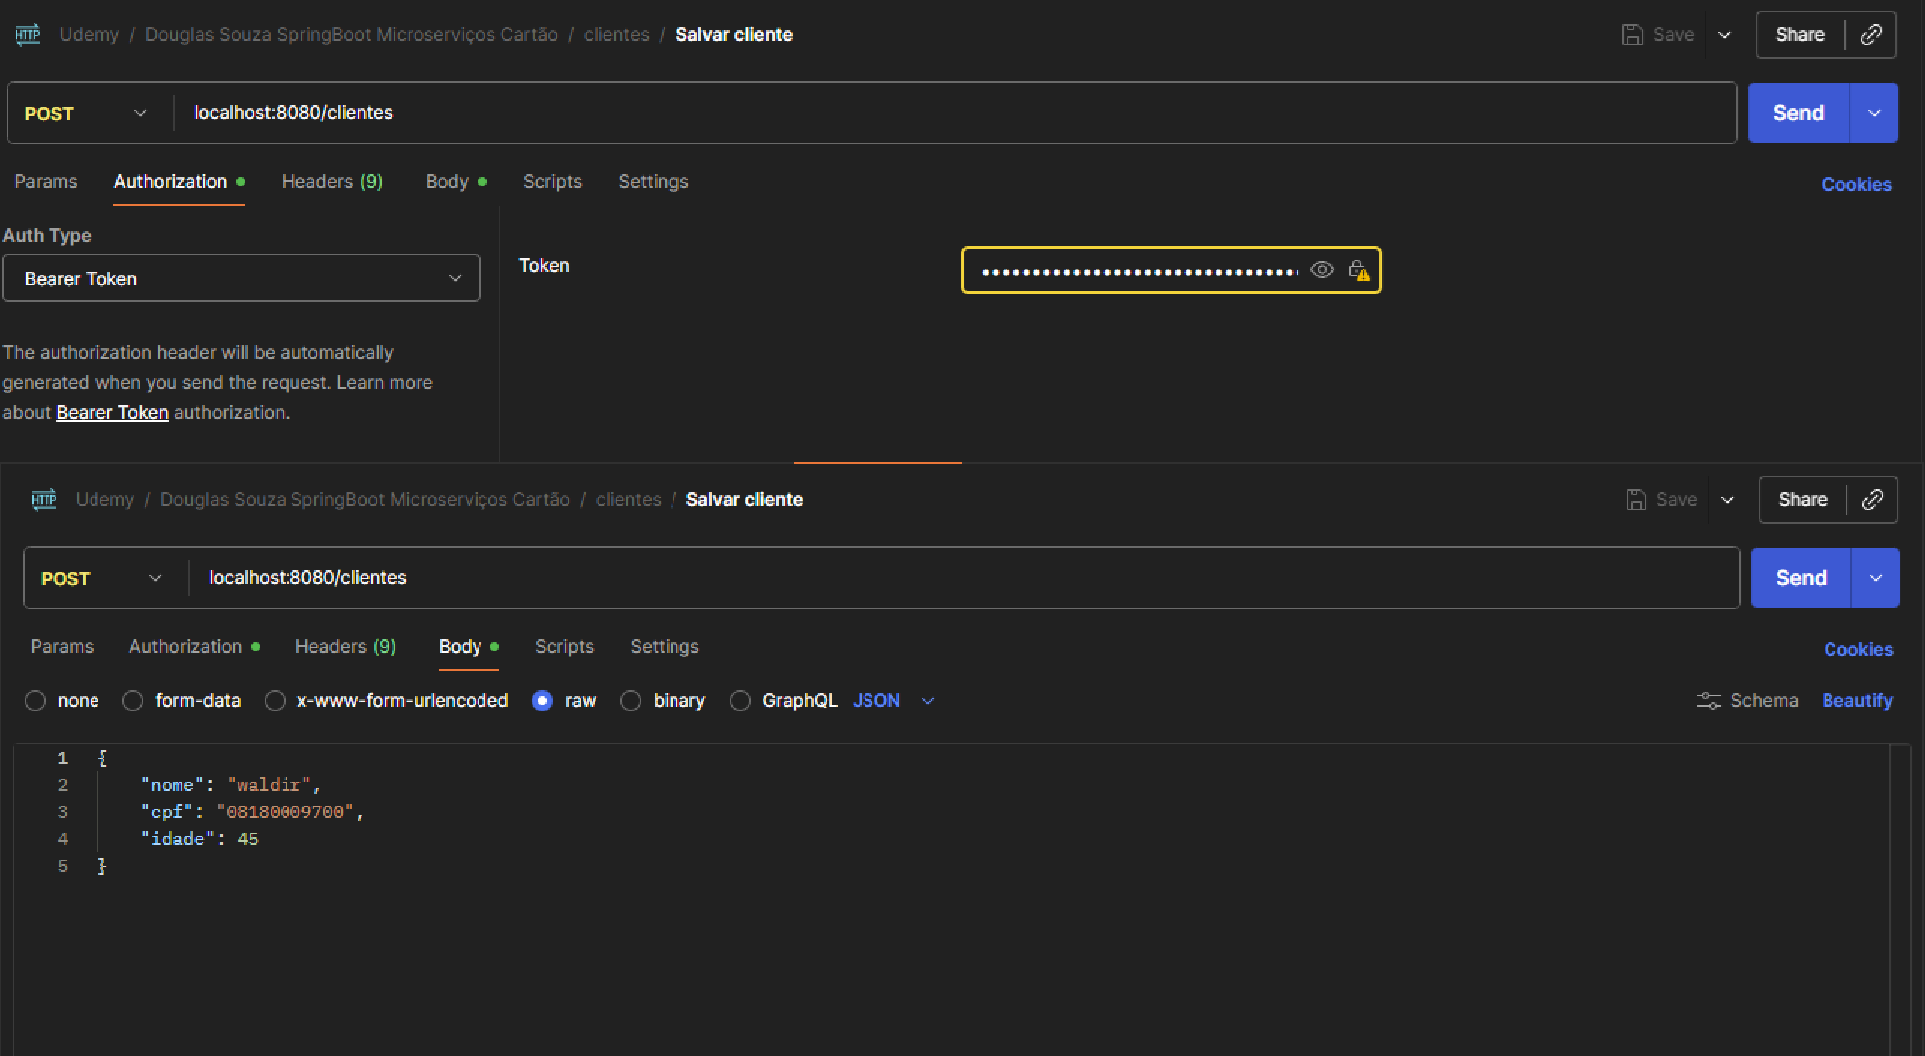 HTTP Udemy / Douglas Souza SpringBoot Microserviços Cartão / clientes / Salvar cliente Save Share
POST localhost:8080/clientes Send
Params Authorization Headers (9) Body Scripts Settings Cookies
Auth Type
Bearer Token
Token
The authorization header will be automatically
generated when you send the request. Learn more
about Bearer Token authorization.
HTTP Udemy / Douglas Souza SpringBoot Microserviços Cartão / clientes / Salvar cliente Save Share
POST localhost:8080/clientes Send
Params Authorization Headers (9) Body Scripts Settings Cookies
none form-data x-www-form-urlencoded raw binary GraphQL JSON Schema Beautify
1 {
2 "nome": "waldir",
3 "cpf": "08180009700",
4 "idade": 45
5 }